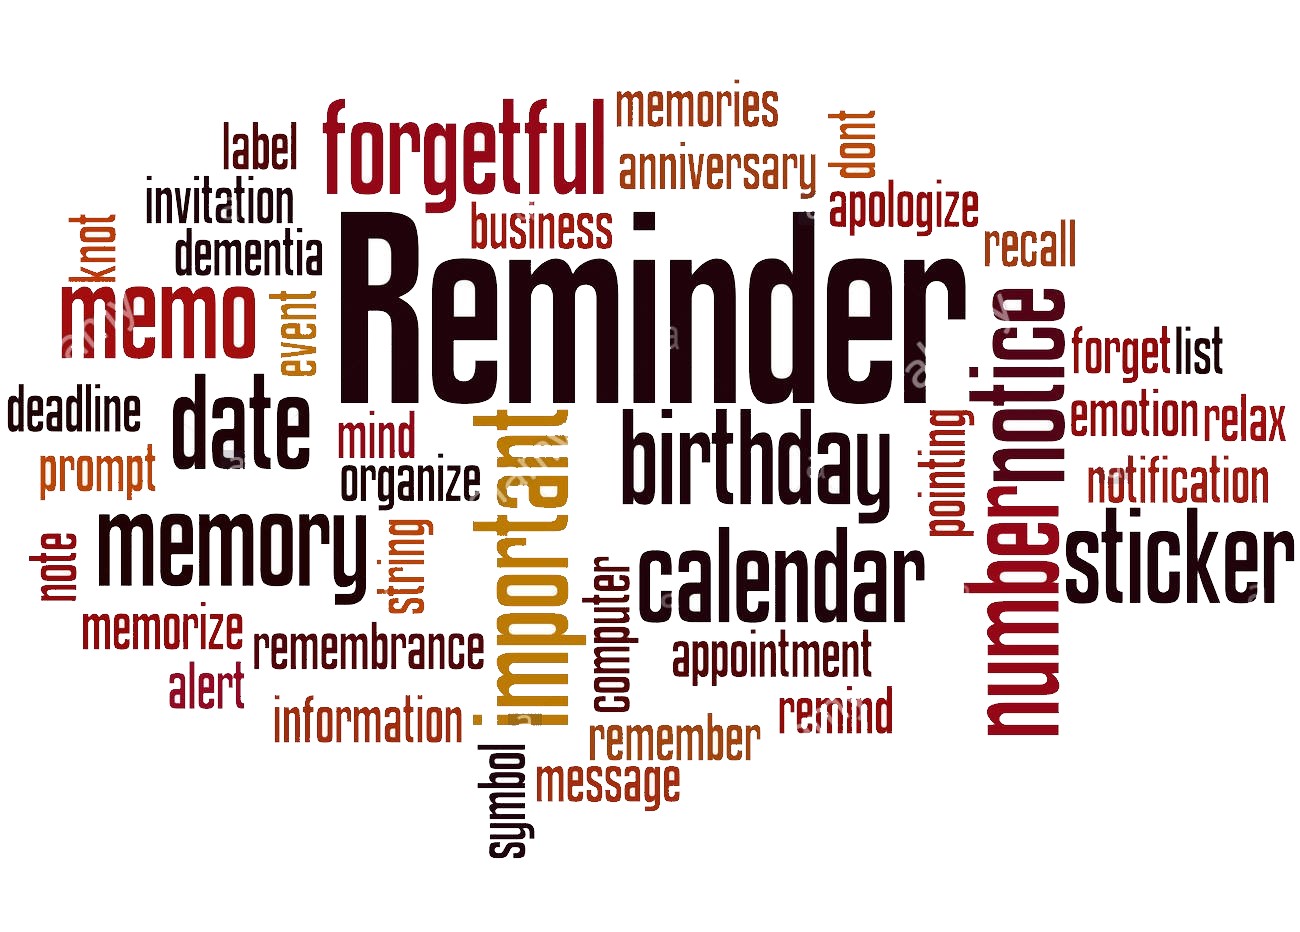 memories
forgetful
dont
label
anniversary
invitation
apologize
business
knot
dementia
recall
Reminder
memo
event
notice
forget
list
deadline
date
mind
emotion
relax
prompt
organize
important
birthday
pointing
notification
number
sticker
memory
string
note
calendar
computer
memorize
remembrance
appointment
alert
information
remind
remember
symbol
message